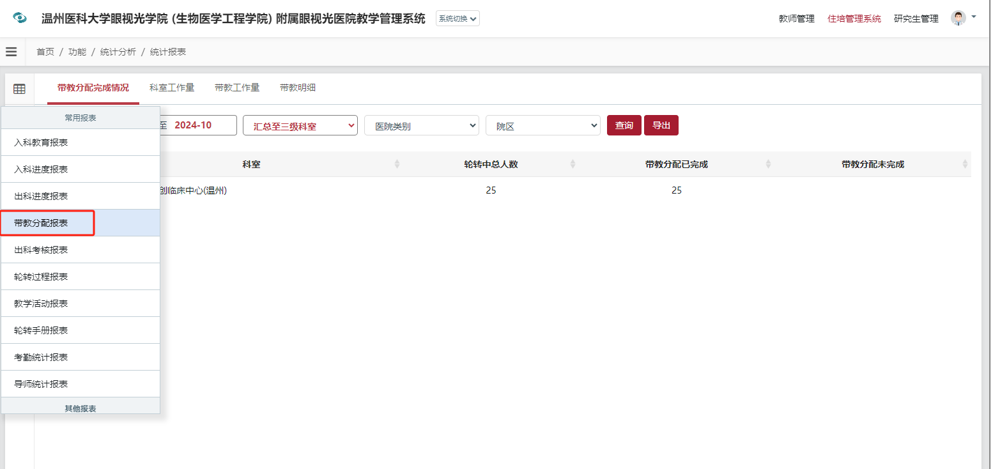 温州医科大学眼视光学院 (生物医学工程学院) 附属眼视光医院教学管理系统 系统切换 教师管理 住培管理系统 研究生管理
首页 / 功能 / 统计分析 / 统计报表
带教分配完成情况 科室工作量 带教工作量 带教明细
常用报表
至 2024-10 汇总至三级科室 医院类别 院区 查询 导出
入科教育报表
科室 轮转中总人数 带教分配已完成 带教分配未完成
入科进度报表
创临床中心(温州) 25 25
出科进度报表
带教分配报表
出科考核报表
轮转过程报表
教学活动报表
轮转手册报表
考勤统计报表
导师统计报表
其他报表